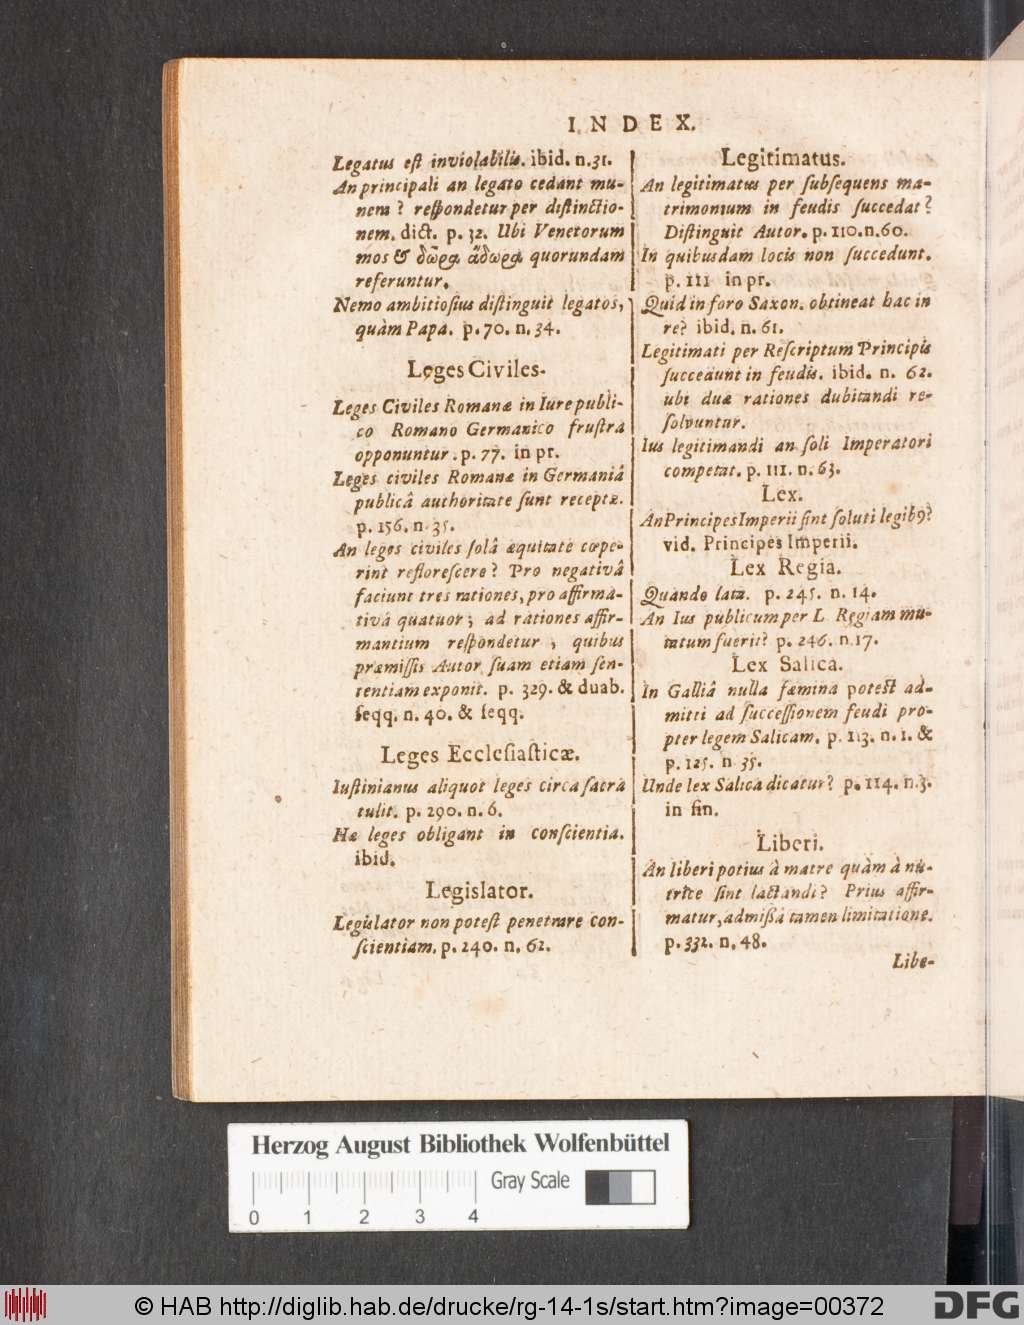 INDEX.
Legatus est inviolabilis. ibid. n.31.
An principali an legato cedant mu-
nera? respondetur per distinctio-
nem. dict. p. 32. Ubi Venetorum
mos & δῶρα ἄδωρα quorundam
referuntur.
Nemo ambitiosius distinguit legatos,
quàm Papa. p. 70. n. 34.
Leges Civiles.
Leges Civiles Romanæ in Iure publi-
co Romano Germanico frustra
opponuntur. p. 77. in pr.
Leges civiles Romanæ in Germaniâ
publicâ authoritate sunt receptæ.
p. 156. n. 35.
An leges civiles solâ æquitate cœpe-
rint reflorescere? Pro negativâ
faciunt tres rationes, pro affirma-
tivâ quatuor; ad rationes affir-
mantium respondetur, quibus
præmissis Autor suam etiam sen-
tentiam exponit. p. 329. & duab.
seqq. n. 40. & seqq.
Leges Ecclesiasticæ.
Iustinianus aliquot leges circa sacra
tulit. p. 290. n. 6.
Hæ leges obligant in conscientia.
ibid.
Legislator.
Legislator non potest penetrare con-
scientiam. p. 240. n. 62.
Legitimatus.
An legitimatus per subsequens ma-
trimonium in feudis succedat?
Distinguit Autor. p. 110. n. 60.
In quibusdam locis non succedunt.
p. 111 in pr.
Quid in foro Saxon. obtineat hac in
re? ibid. n. 61.
Legitimati per Rescriptum Principis
succedunt in feudis. ibid. n. 62.
ubi duæ rationes dubitandi re-
solvuntur.
Ius legitimandi an soli Imperatori
competat. p. 111. n. 63.
Lex.
An Principes Imperii sint soluti legibꝰ?
vid. Principes Imperii.
Lex Regia.
Quando lata. p. 245. n. 14.
An Ius publicum per L. Regiam mu-
tatum fuerit? p. 246. n. 17.
Lex Salica.
In Galliâ nulla fæmina potest ad-
mitti ad successionem feudi pro-
pter legem Salicam. p. 113. n. 1. &
p. 125. n. 35.
Unde lex Salica dicatur? p. 114. n. 3.
in fin.
Liberi.
An liberi potius à matre quàm à nu-
trice sint lactandi? Prius affir-
matur, admissâ tamen limitatione.
p. 332. n. 48.
Libe-
Herzog August Bibliothek Wolfenbüttel
Gray Scale
0 1 2 3 4
© HAB http://diglib.hab.de/drucke/rg-14-1s/start.htm?image=00372
DFG